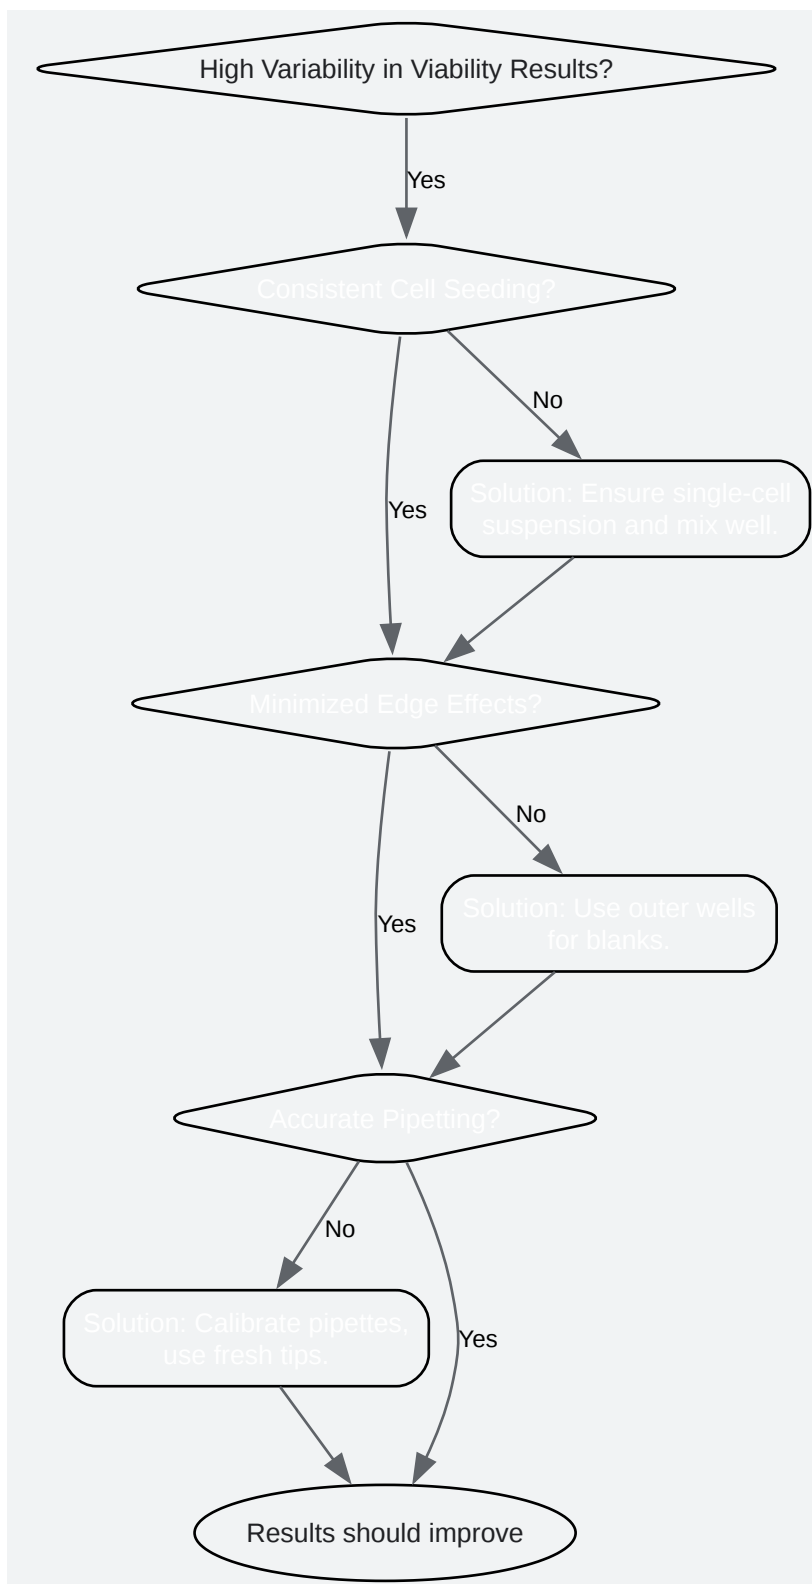 High Variability in Viability Results?
Yes
Consistent Cell Seeding?
No
Solution: Ensure single-cell
suspension and mix well.
Yes
Minimized Edge Effects?
No
Solution: Use outer wells
for blanks.
Yes
Accurate Pipetting?
No
Solution: Calibrate pipettes,
use fresh tips.
Yes
Results should improve